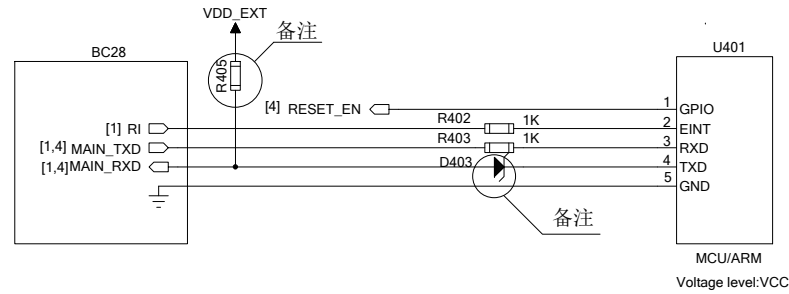 VDD_EXT
备注
BC28
U401
R405
[4] RESET_EN
1 GPIO
[1] RI
R402 1K
2 EINT
[1,4] MAIN_TXD
R403 1K
3 RXD
[1,4]MAIN_RXD
D403
4 TXD
5 GND
备注
MCU/ARM
Voltage level:VCC